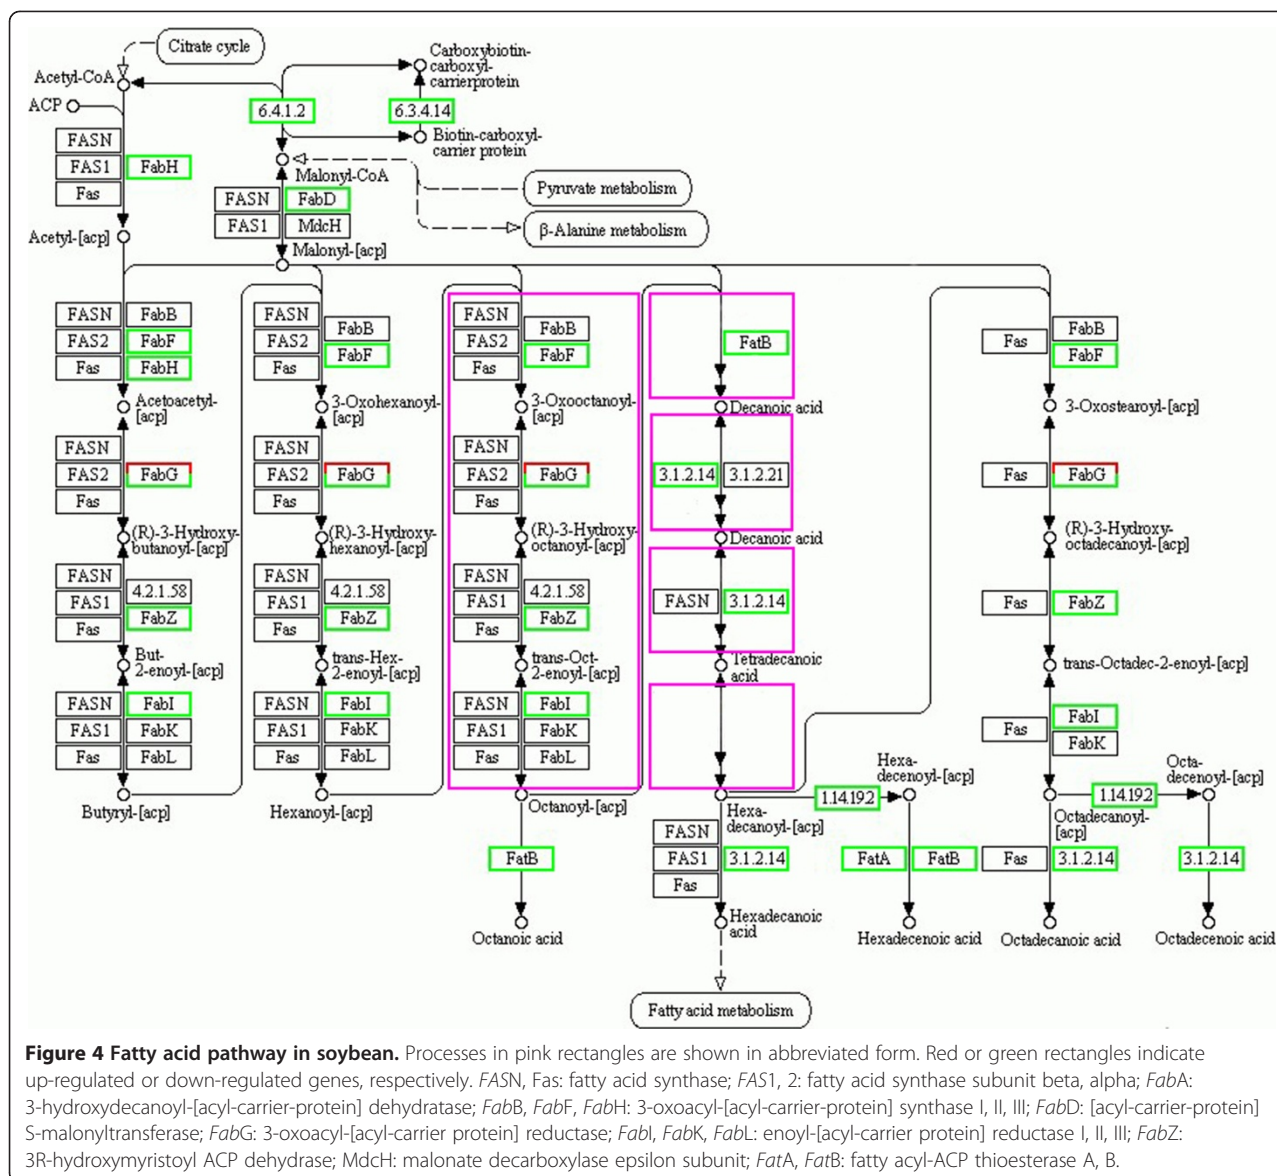 Citrate cycle
Acetyl-CoA
ACP
Carboxybiotin-
carboxyl-
carrierprotein
6.4.1.2
6.3.4.14
Biotin-carboxyl-
carrier protein
FASN
FAS1
FabH
Fas
Malonyl-CoA
FASN
FabD
FAS1
MdcH
Pyruvate metabolism
β-Alanine metabolism
Acetyl-[acp]
Malonyl-[acp]
FASN
FabB
FAS2
FabF
Fas
FabH
FASN
FabB
FAS2
FabF
Fas
FASN
FabB
FAS2
FabF
Fas
FatB
Fas
FabB
FabF
Acetoacetyl-
[acp]
3-Oxohexanoyl-
[acp]
3-Oxooctanoyl-
[acp]
Decanoic acid
3-Oxostearoyl-[acp]
FASN
FAS2
FabG
Fas
FASN
FAS2
FabG
Fas
FASN
FAS2
FabG
Fas
3.1.2.14
3.1.2.21
Fas
FabG
(R)-3-Hydroxy-
butanoyl-[acp]
(R)-3-Hydroxy-
hexanoyl-[acp]
(R)-3-Hydroxy-
octanoyl-[acp]
Decanoic acid
(R)-3-Hydroxy-
octadecanoyl-[acp]
FASN
4.2.1.58
FAS1
FabZ
Fas
FASN
4.2.1.58
FAS1
FabZ
Fas
FASN
4.2.1.58
FAS1
FabZ
Fas
FASN
3.1.2.14
Fas
FabZ
But-
2-enoyl-[acp]
trans-Hex-
2-enoyl-[acp]
trans-Oct-
2-enoyl-[acp]
Tetradecanoic
acid
trans-Octadec-2-enoyl-[acp]
FASN
FabI
FAS1
FabK
Fas
FabL
FASN
FabI
FAS1
FabK
Fas
FabL
FASN
FabI
FAS1
FabK
Fas
FabL
Fas
FabI
FabK
Butyryl-[acp]
Hexanoyl-[acp]
Octanoyl-[acp]
Hexa-
decanoyl-[acp]
1.14.19.2
Hexa-
decenoyl-[acp]
Octadecanoyl-
[acp]
1.14.19.2
Octa-
decenoyl-[acp]
FatB
FASN
FAS1
3.1.2.14
Fas
FatA
FatB
Fas
3.1.2.14
3.1.2.14
Octanoic acid
Hexadecanoic
acid
Hexadecenoic acid
Octadecanoic acid
Octadecenoic acid
Fatty acid metabolism
Figure 4 Fatty acid pathway in soybean. Processes in pink rectangles are shown in abbreviated form. Red or green rectangles indicate
up-regulated or down-regulated genes, respectively. FASN, Fas: fatty acid synthase; FAS1, 2: fatty acid synthase subunit beta, alpha; FabA:
3-hydroxydecanoyl-[acyl-carrier-protein] dehydratase; FabB, FabF, FabH: 3-oxoacyl-[acyl-carrier-protein] synthase I, II, III; FabD: [acyl-carrier-protein]
S-malonyltransferase; FabG: 3-oxoacyl-[acyl-carrier protein] reductase; FabI, FabK, FabL: enoyl-[acyl-carrier protein] reductase I, II, III; FabZ:
3R-hydroxymyristoyl ACP dehydrase; MdcH: malonate decarboxylase epsilon subunit; FatA, FatB: fatty acyl-ACP thioesterase A, B.